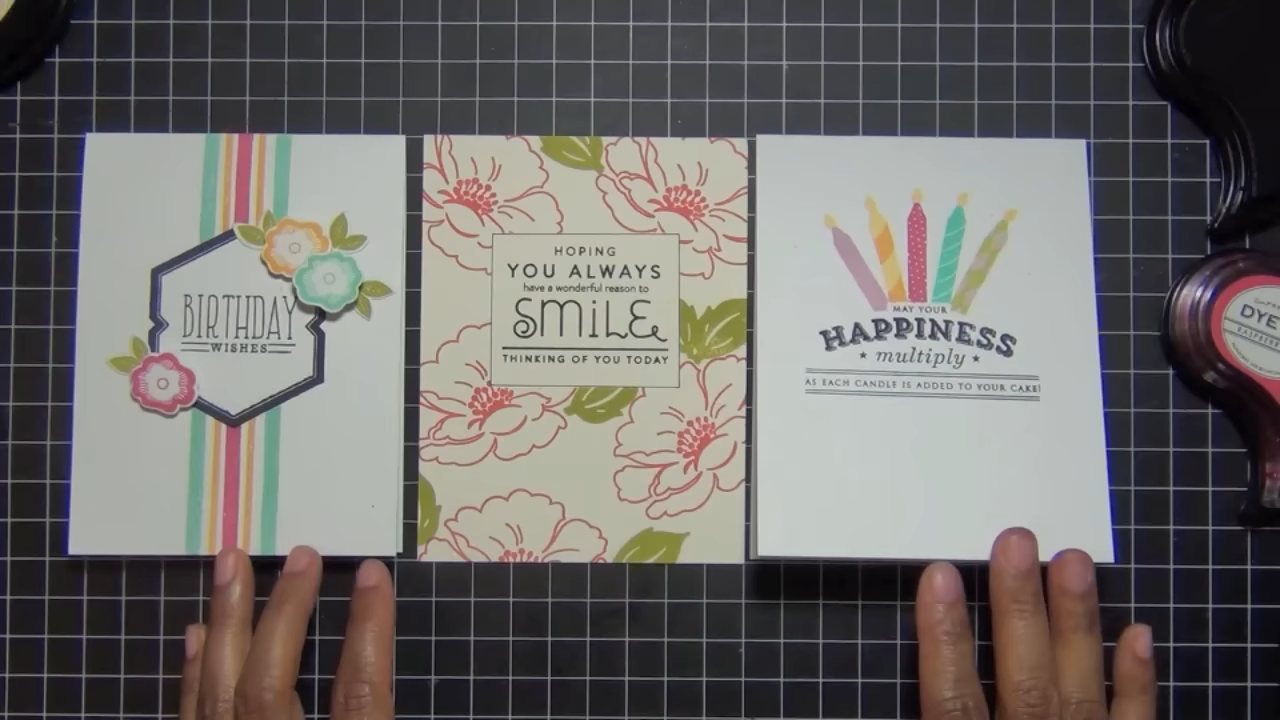 BIRTHDAY
WISHES
HOPING
YOU ALWAYS
have a wonderful reason to
SMiLE
THINKING OF YOU TODAY
MAY YOUR
HAPPINESS
multiply
AS EACH CANDLE IS ADDED TO YOUR CAKE!
DYE